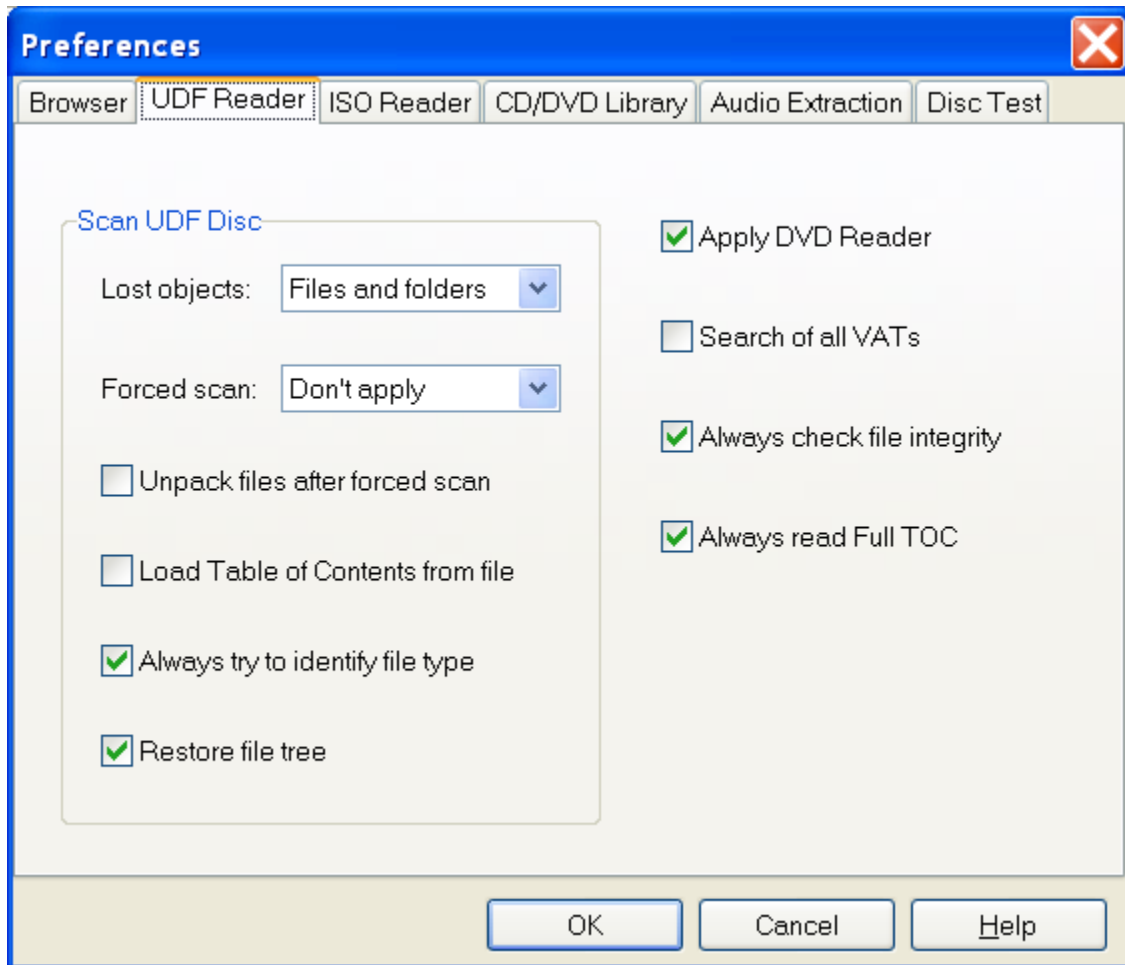 Preferences
Browser UDF Reader ISO Reader CD/DVD Library Audio Extraction Disc Test
Scan UDF Disc
Lost objects: Files and folders
Forced scan: Don't apply
Unpack files after forced scan
Load Table of Contents from file
Always try to identify file type
Restore file tree
Apply DVD Reader
Search of all VATs
Always check file integrity
Always read Full TOC
OK Cancel Help